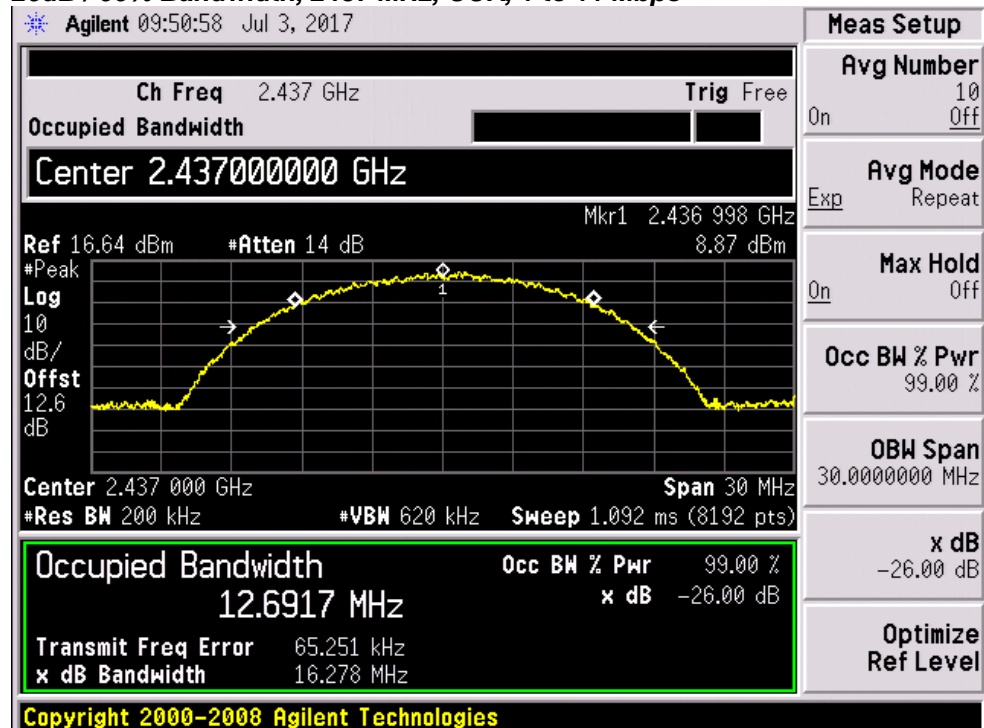 Agilent 09:50:58 Jul 3, 2017
Meas Setup
Ch Freq 2.437 GHz Trig Free
Occupied Bandwidth
Center 2.437000000 GHz
Mkr1 2.436 998 GHz
Ref 16.64 dBm #Atten 14 dB 8.87 dBm
#Peak
Log
10
dB/
Offst
12.6
dB
1
Center 2.437 000 GHz Span 30 MHz
#Res BW 200 kHz #VBW 620 kHz Sweep 1.092 ms (8192 pts)
Occupied Bandwidth
12.6917 MHz
Occ BW % Pwr 99.00 %
x dB -26.00 dB
Transmit Freq Error 65.251 kHz
x dB Bandwidth 16.278 MHz
Avg Number
10
On Off
Avg Mode
Exp Repeat
Max Hold
On Off
Occ BW % Pwr
99.00 %
OBW Span
30.0000000 MHz
x dB
-26.00 dB
Optimize
Ref Level
Copyright 2000-2008 Agilent Technologies